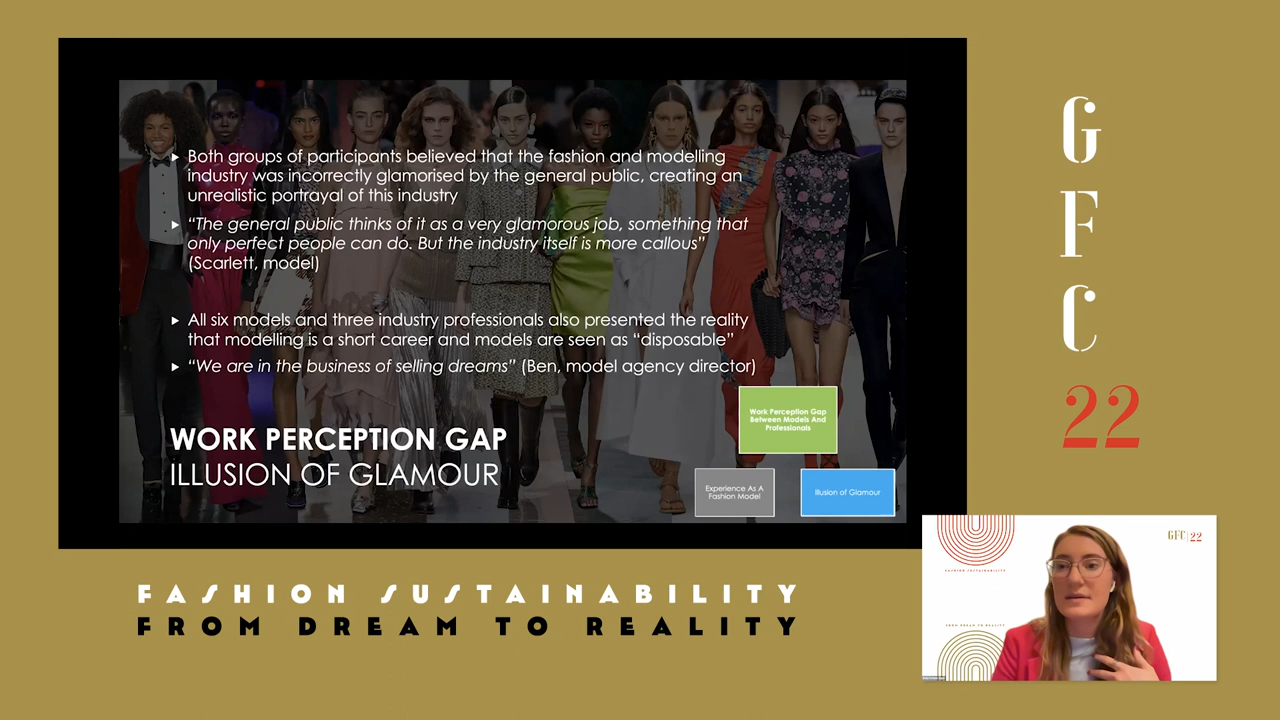 Both groups of participants believed that the fashion and modelling
industry was incorrectly glamorised by the general public, creating an
unrealistic portrayal of this industry
“The general public thinks of it as a very glamorous job, something that
only perfect people can do. But the industry itself is more callous”
(Scarlett, model)
All six models and three industry professionals also presented the reality
that modelling is a short career and models are seen as “disposable”
“We are in the business of selling dreams” (Ben, model agency director)
WORK PERCEPTION GAP
ILLUSION OF GLAMOUR
Work Perception Gap
Between Models And
Professionals
Experience As A
Fashion Model
Illusion of Glamour
G
F
C
22
FASHION SUSTAINABILITY
FROM DREAM TO REALITY
GFC 22
FASHION SUSTAINABILITY
FROM DREAM TO REALITY